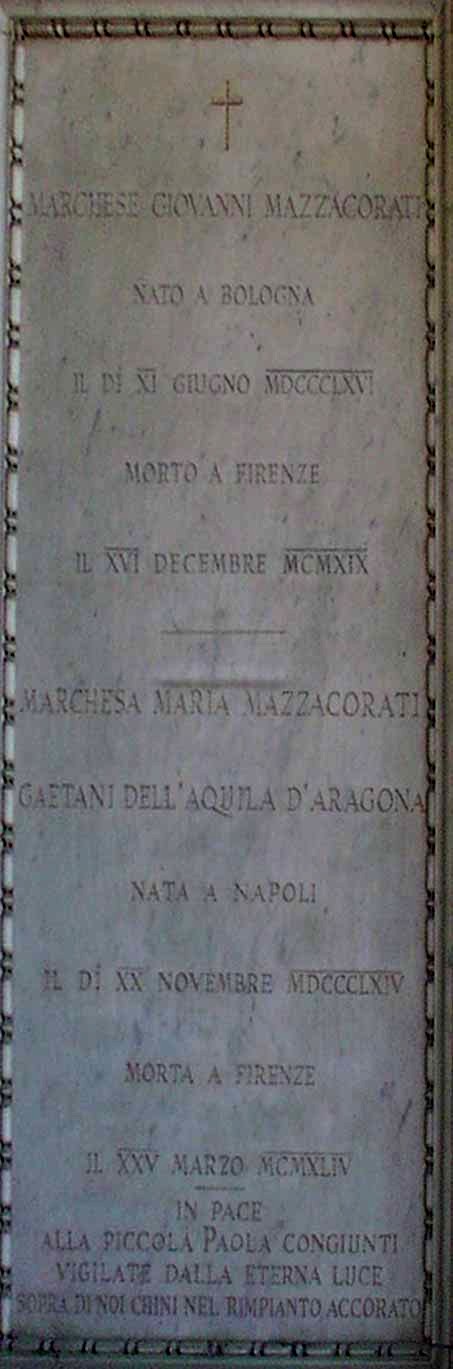 MARCHESE GIOVANNI MAZZACORATI
NATO A BOLOGNA
IL DÍ XI GIUGNO MDCCCLXVI
MORTO A FIRENZE
IL XVI DECEMBRE MCMXIX
MARCHESA MARIA MAZZACORATI
GAETANI DELL'AQUILA D'ARAGONA
NATA A NAPOLI
IL DÍ XX NOVEMBRE MDCCCLXIV
MORTA A FIRENZE
IL XXV MARZO MCMXLIV
IN PACE
ALLA PICCOLA PAOLA CONGIUNTI
VIGILATE DALLA ETERNA LUCE
SOPRA DI NOI CHINI NEL RIMPIANTO ACCORATO